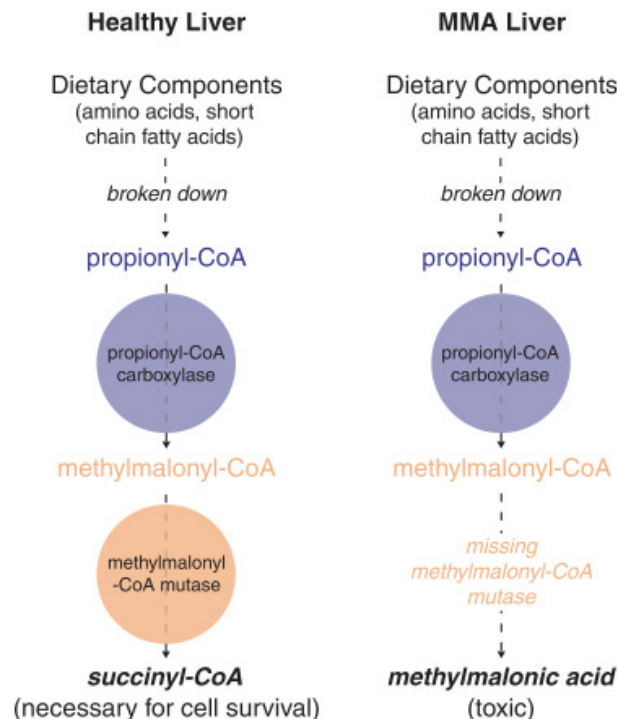 Healthy Liver
Dietary Components
(amino acids, short
chain fatty acids)
broken down
propionyl-CoA
propionyl-CoA
carboxylase
methylmalonyl-CoA
methylmalonyl
-CoA mutase
succinyl-CoA
(necessary for cell survival)
MMA Liver
Dietary Components
(amino acids, short
chain fatty acids)
broken down
propionyl-CoA
propionyl-CoA
carboxylase
methylmalonyl-CoA
missing
methylmalonyl-CoA
mutase
methylmalonic acid
(toxic)